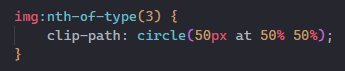 img:nth-of-type(3) {
    clip-path: circle(50px at 50% 50%);
}